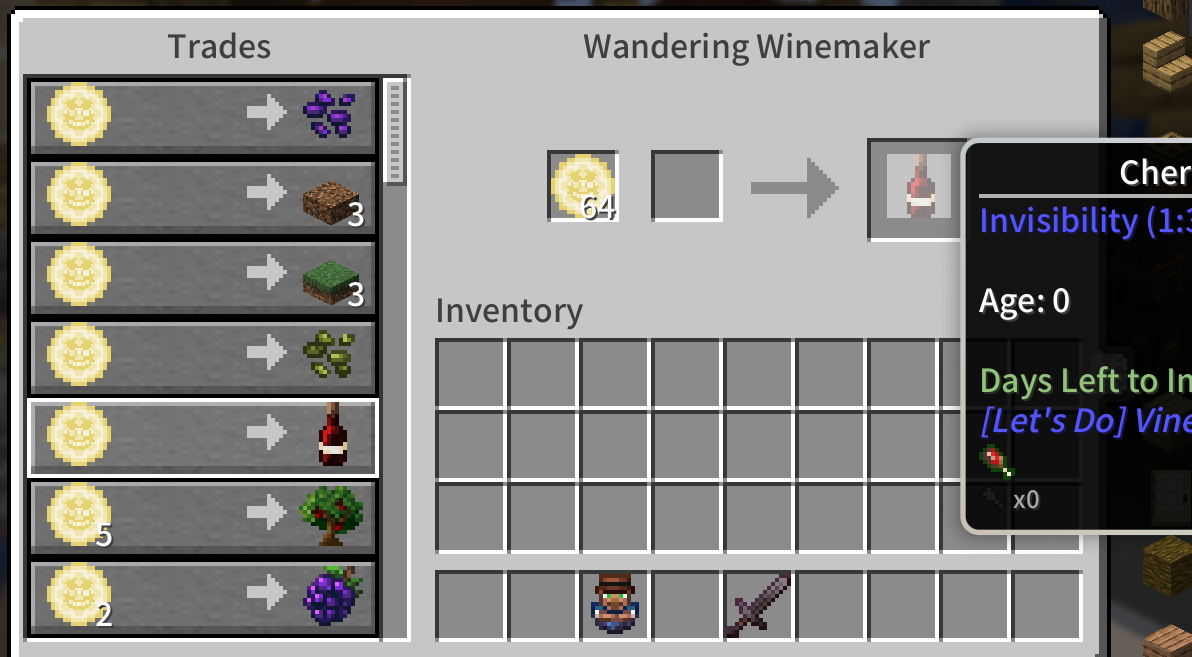 Trades
Wandering Winemaker
3
3
5
2
64
Cher
Invisibility (1:3
Age: 0
Days Left to In
[Let's Do] Vine
x0
Inventory